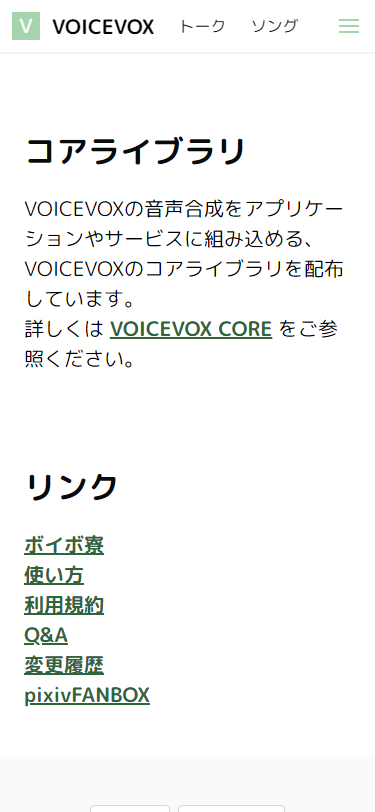 V VOICEVOX トーク ソング
コアライブラリ
VOICEVOXの音声合成をアプリケー
ションやサービスに組み込める、
VOICEVOXのコアライブラリを配布
しています。
詳しくは VOICEVOX CORE をご参
照ください。
リンク
ボイボ寮
使い方
利用規約
Q&A
変更履歴
pixivFANBOX